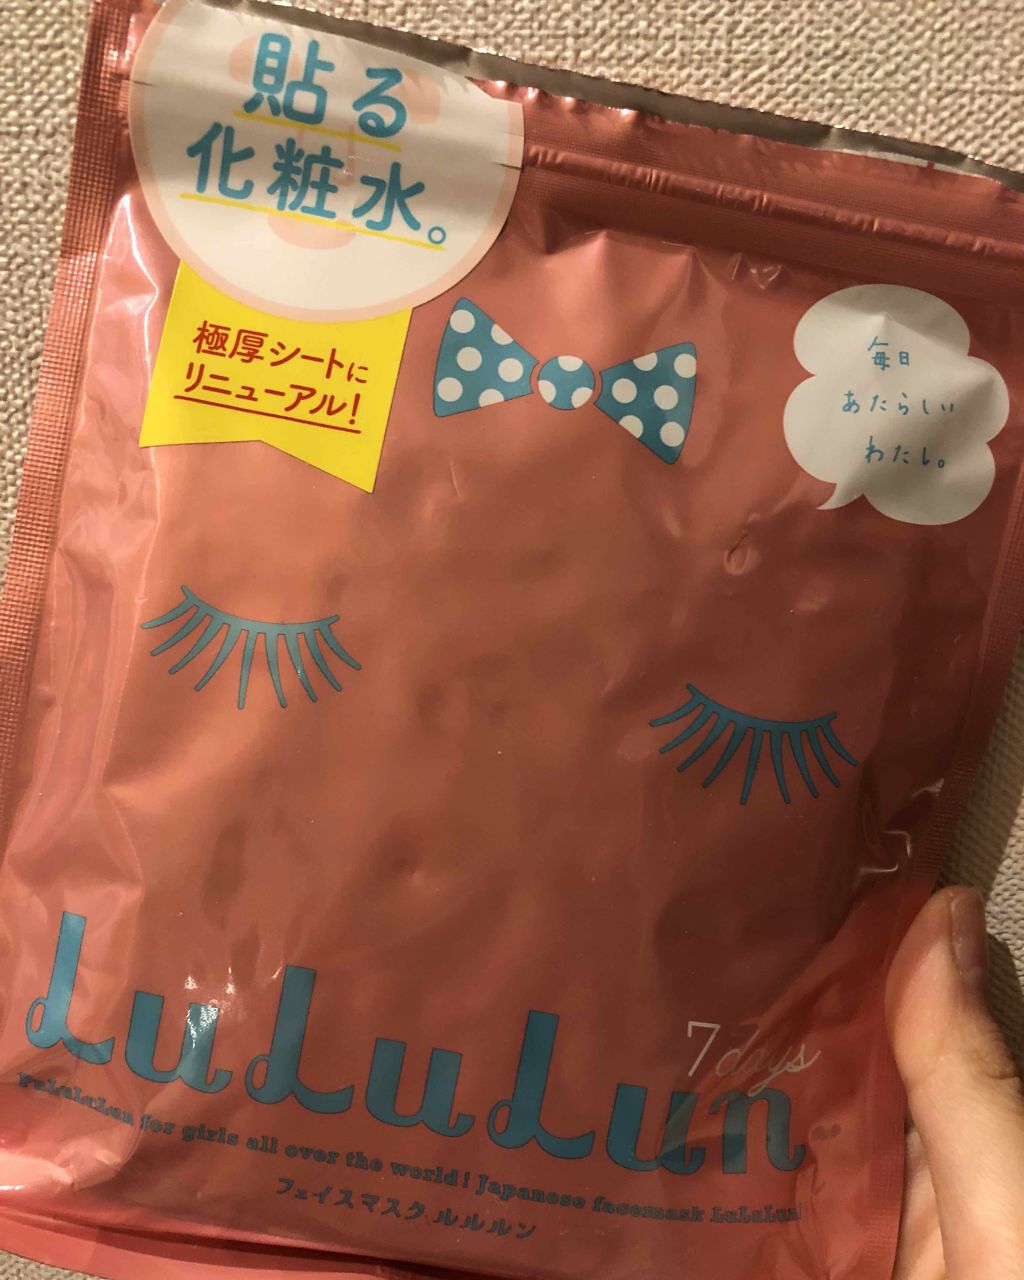 貼る
化粧水。
極厚シートに
リニューアル!
毎日
あたらしい
わたし。
7days
LuLuLun
PuLuLuLun for girls all over the world! Japanese facemask LuLuLun!
フェイスマスク ルルルン